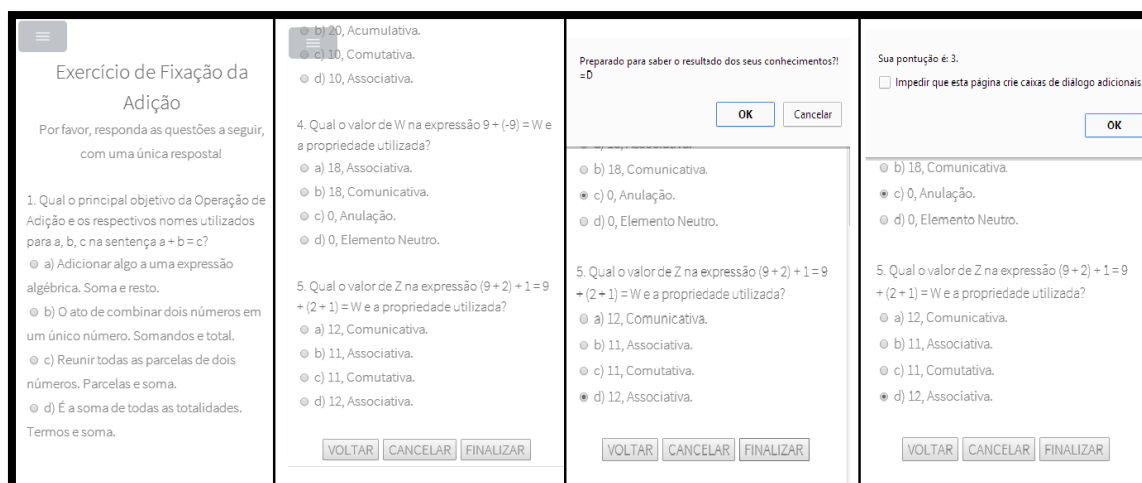 Exercício de Fixação da
Adição
Por favor, responda as questões a seguir,
com uma única resposta!
1. Qual o principal objetivo da Operação de
Adição e os respectivos nomes utilizados
para a, b, c na sentença a + b = c?
a) Adicionar algo a uma expressão
algébrica. Soma e resto.
b) O ato de combinar dois números em
um único número. Somandos e total.
c) Reunir todas as parcelas de dois
números. Parcelas e soma.
d) É a soma de todas as totalidades.
Termos e soma.
b) 20, Acumulativa.
c) 10, Comutativa.
d) 10, Associativa.
4. Qual o valor de W na expressão 9 + (-9) = W e
a propriedade utilizada?
a) 18, Associativa.
b) 18, Comunicativa.
c) 0, Anulação.
d) 0, Elemento Neutro.
5. Qual o valor de Z na expressão (9 + 2) + 1 = 9
+ (2 + 1) = W e a propriedade utilizada?
a) 12, Comunicativa.
b) 11, Associativa.
c) 11, Comutativa.
d) 12, Associativa.
VOLTAR CANCELAR FINALIZAR
Preparado para saber o resultado dos seus conhecimentos?!
=D
OK Cancelar
b) 18, Comunicativa.
c) 0, Anulação.
d) 0, Elemento Neutro.
5. Qual o valor de Z na expressão (9 + 2) + 1 = 9
+ (2 + 1) = W e a propriedade utilizada?
a) 12, Comunicativa.
b) 11, Associativa.
c) 11, Comutativa.
d) 12, Associativa.
VOLTAR CANCELAR FINALIZAR
Sua pontução é: 3.
Impedir que esta página crie caixas de diálogo adicionais.
OK
b) 18, Comunicativa.
c) 0, Anulação.
d) 0, Elemento Neutro.
5. Qual o valor de Z na expressão (9 + 2) + 1 = 9
+ (2 + 1) = W e a propriedade utilizada?
a) 12, Comunicativa.
b) 11, Associativa.
c) 11, Comutativa.
d) 12, Associativa.
VOLTAR CANCELAR FINALIZAR